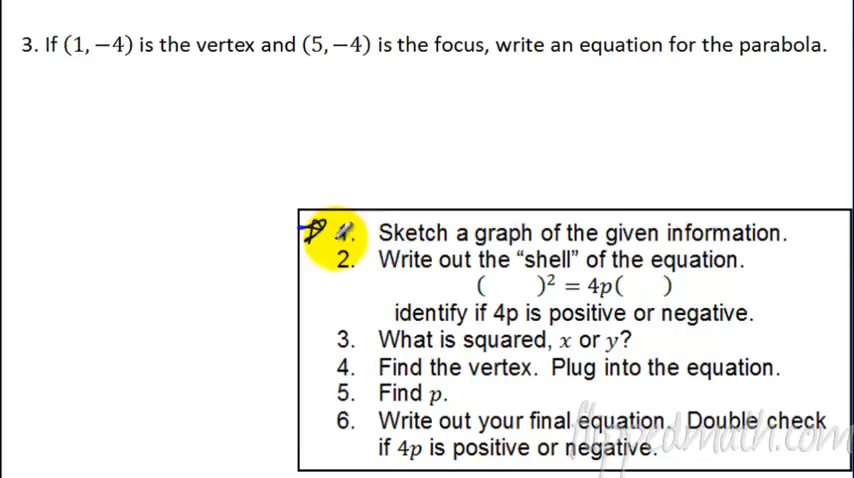 3. If (1, −4) is the vertex and (5, −4) is the focus, write an equation for the parabola.
1. Sketch a graph of the given information.
2. Write out the “shell” of the equation.
( )² = 4p( )
identify if 4p is positive or negative.
3. What is squared, x or y?
4. Find the vertex. Plug into the equation.
5. Find p.
6. Write out your final equation. Double check
if 4p is positive or negative.
flippedmath.com